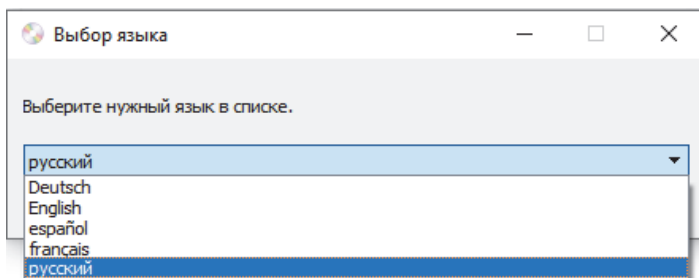 Выбор языка
Выберите нужный язык в списке.
русский
Deutsch
English
español
français
русский